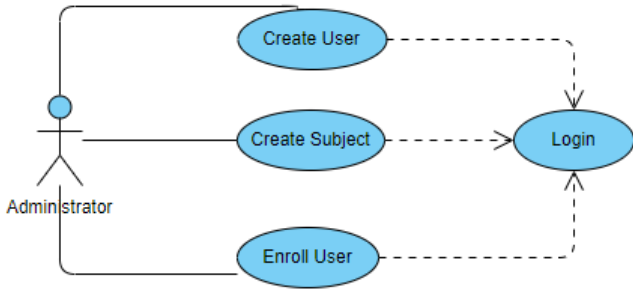 Create User
Create Subject
Login
Administrator
Enroll User